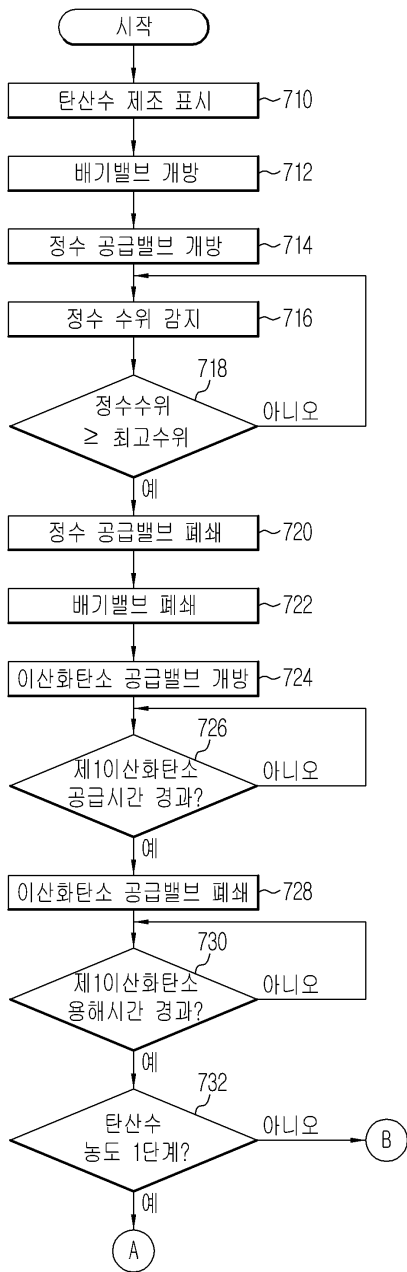 시작
탄산수 제조 표시
710
배기밸브 개방
712
정수 공급밸브 개방
714
정수 수위 감지
716
718
정수수위
≥ 최고수위
아니오
예
정수 공급밸브 폐쇄
720
배기밸브 폐쇄
722
이산화탄소 공급밸브 개방
724
726
제1이산화탄소
공급시간 경과?
아니오
예
이산화탄소 공급밸브 폐쇄
728
730
제1이산화탄소
용해시간 경과?
아니오
예
732
탄산수
농도 1단계?
아니오
B
예
A